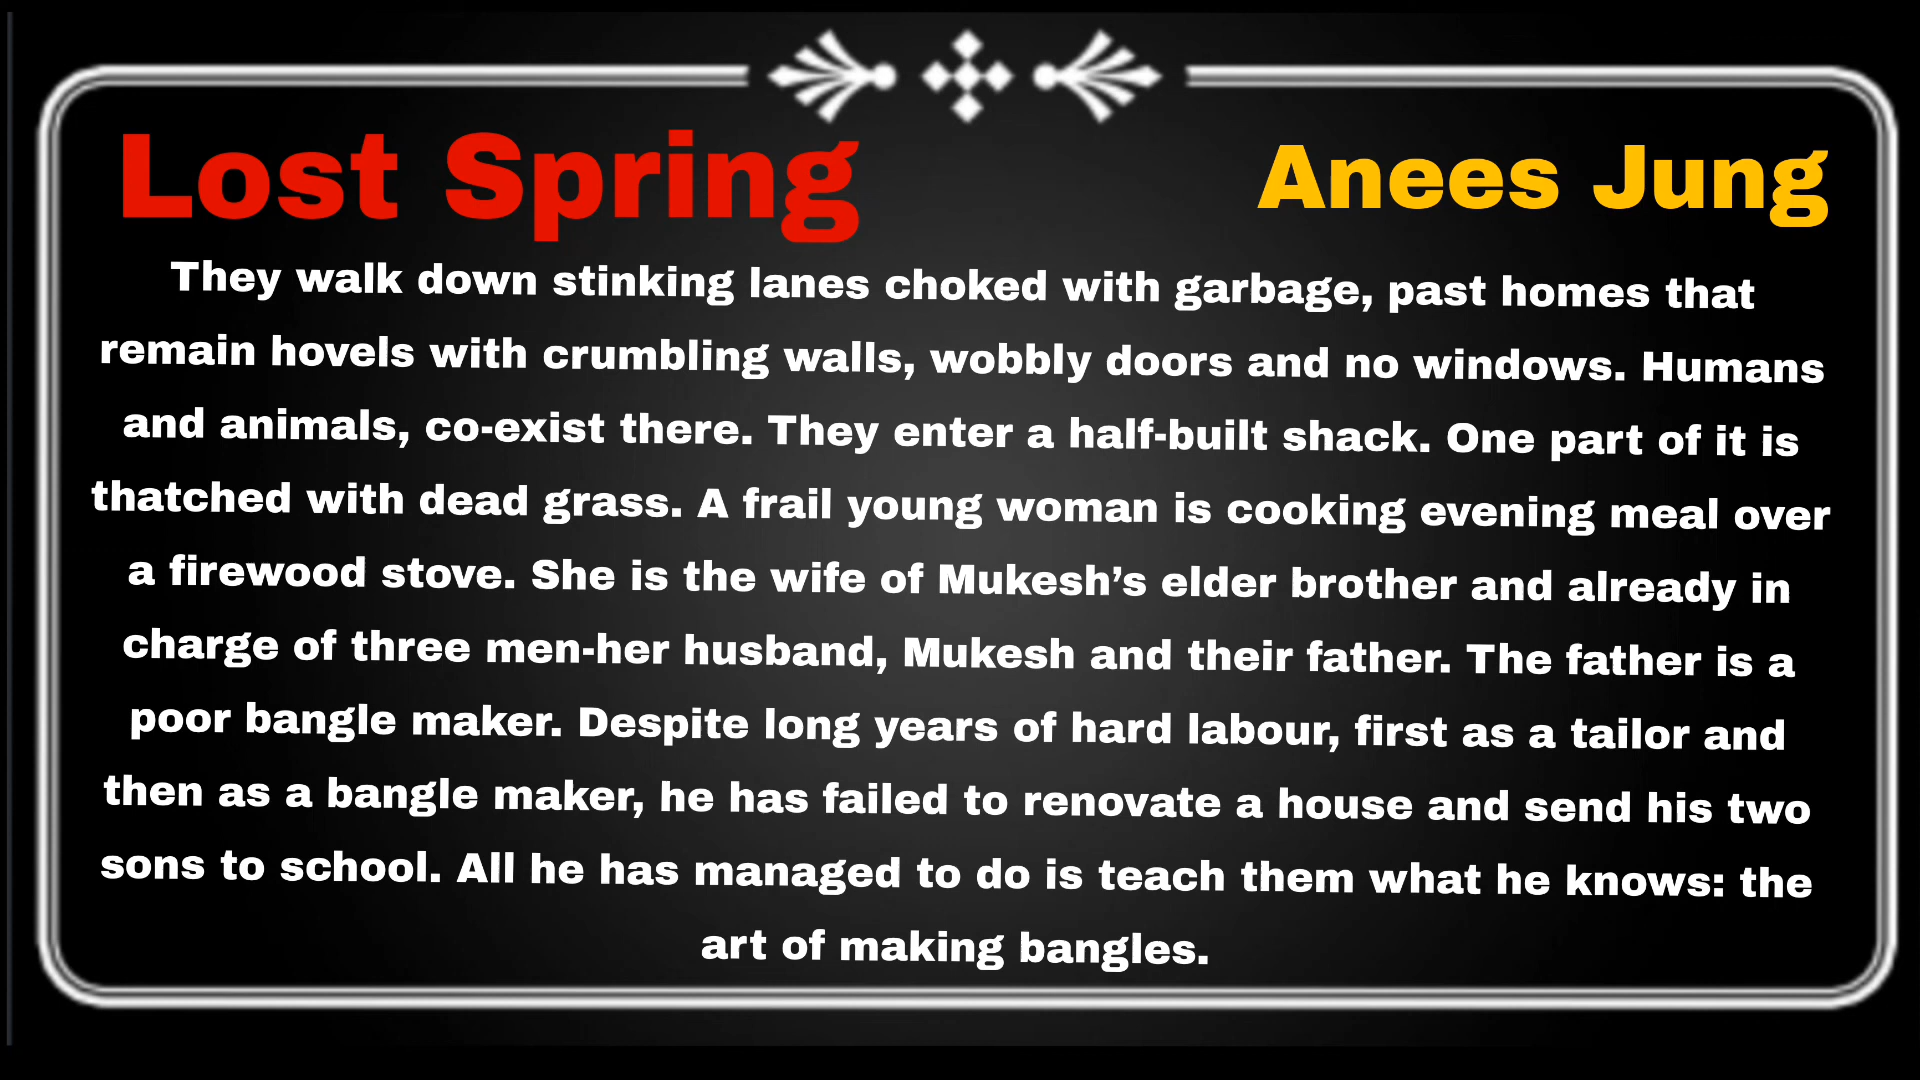 Lost Spring
Anees Jung
They walk down stinking lanes choked with garbage, past homes that
remain hovels with crumbling walls, wobbly doors and no windows. Humans
and animals, co-exist there. They enter a half-built shack. One part of it is
thatched with dead grass. A frail young woman is cooking evening meal over
a firewood stove. She is the wife of Mukesh’s elder brother and already in
charge of three men-her husband, Mukesh and their father. The father is a
poor bangle maker. Despite long years of hard labour, first as a tailor and
then as a bangle maker, he has failed to renovate a house and send his two
sons to school. All he has managed to do is teach them what he knows: the
art of making bangles.